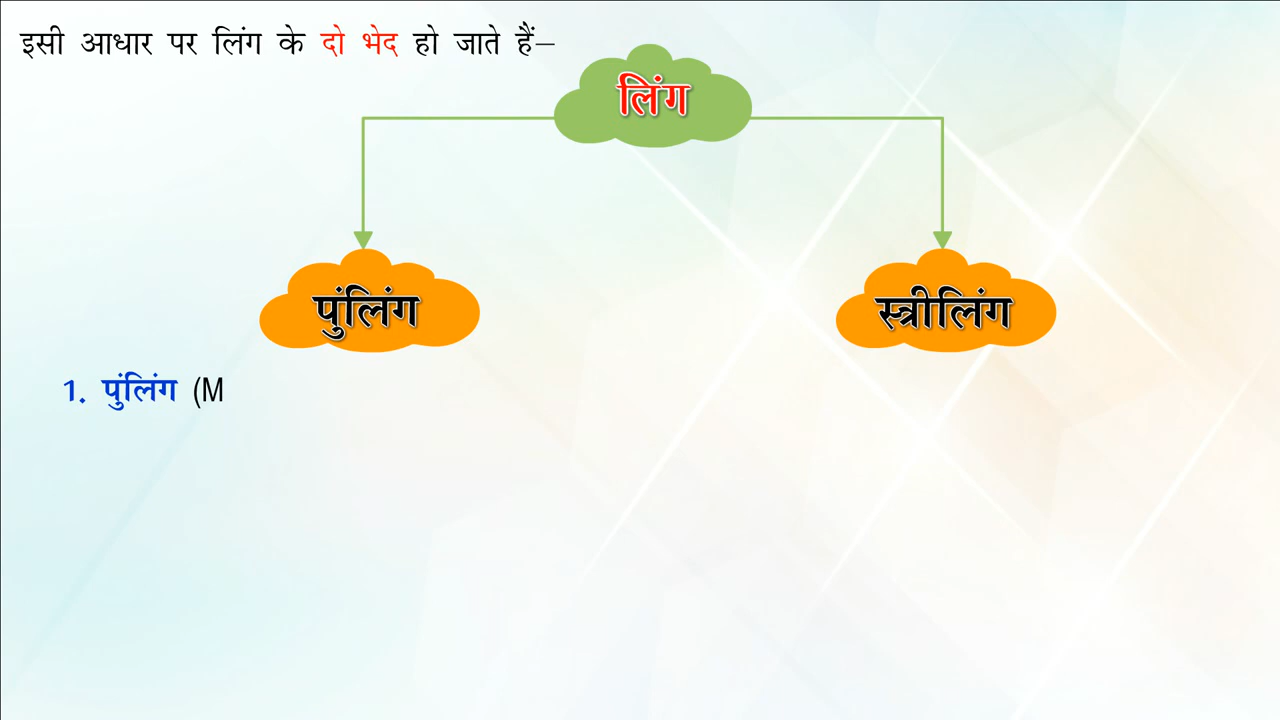 इसी आधार पर लिंग के दो भेद हो जाते हैं–
लिंग
पुंलिंग
स्त्रीलिंग
1. पुंलिंग (M